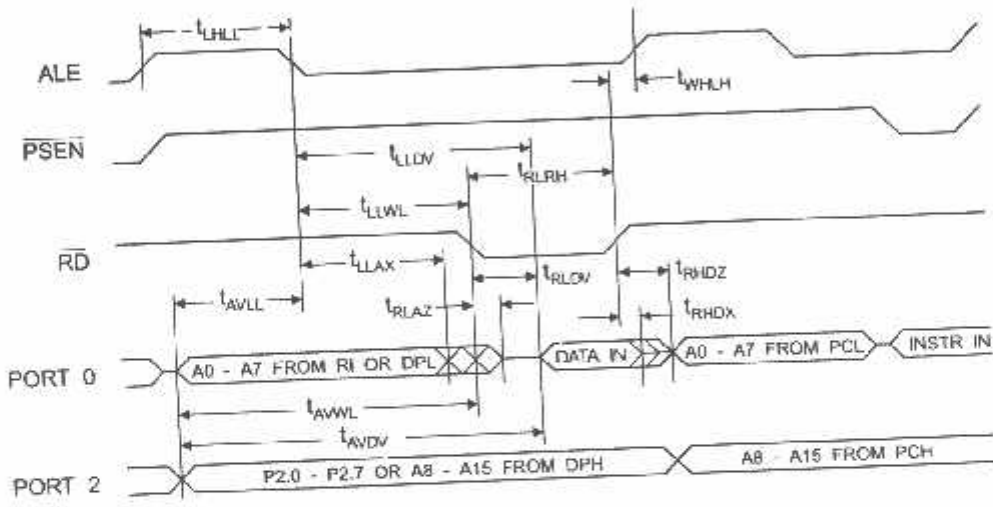 tLHLL
ALE
tWHLH
PSEN
tLLDV
tRLRH
tLLWL
RD
tLLAX
tRLDV
tRHDZ
tAVLL
tRLAZ
tRHDX
PORT 0
A0 - A7 FROM RI OR DPL
DATA IN
A0 - A7 FROM PCL
INSTR IN
tAVWL
tAVDV
PORT 2
P2.0 - P2.7 OR A8 - A15 FROM DPH
A8 - A15 FROM PCH